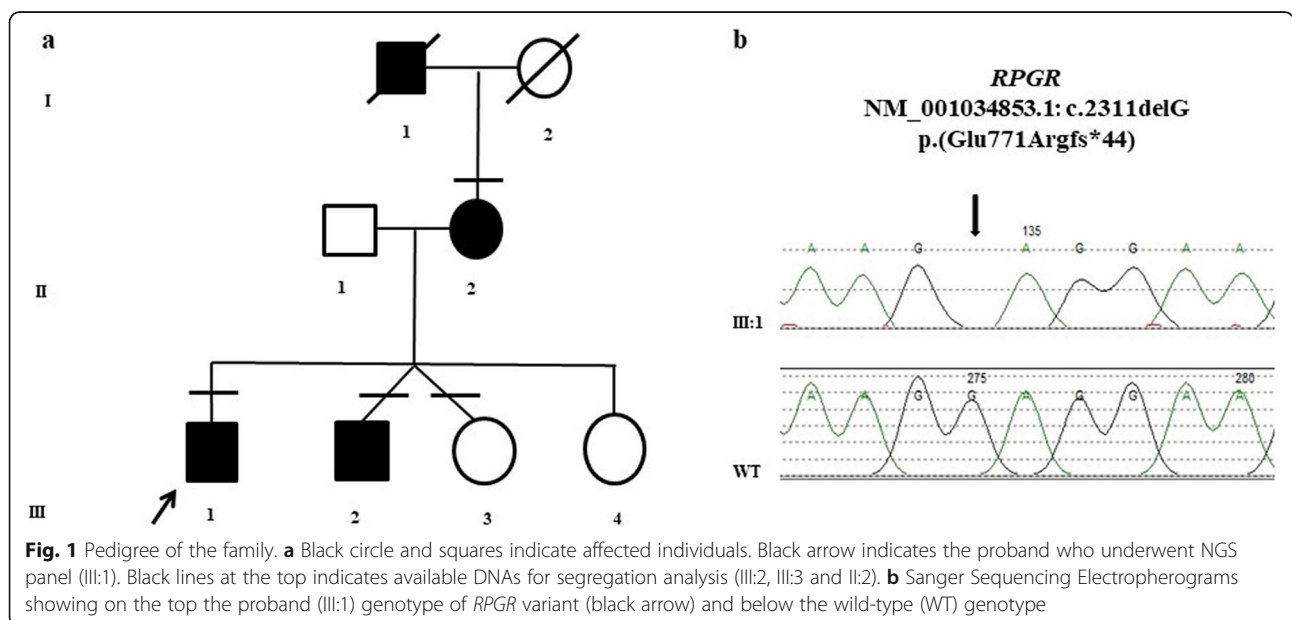 a
I
1
2
II
1
2
III
1
2
3
4
b
RPGR
NM_001034853.1: c.2311delG
p.(Glu771Argfs*44)
135
A A G A G G A A
III:1
275 280
A A G G A G G A A
WT
Fig. 1 Pedigree of the family. a Black circle and squares indicate affected individuals. Black arrow indicates the proband who underwent NGS
panel (III:1). Black lines at the top indicates available DNAs for segregation analysis (III:2, III:3 and II:2). b Sanger Sequencing Electropherograms
showing on the top the proband (III:1) genotype of RPGR variant (black arrow) and below the wild-type (WT) genotype